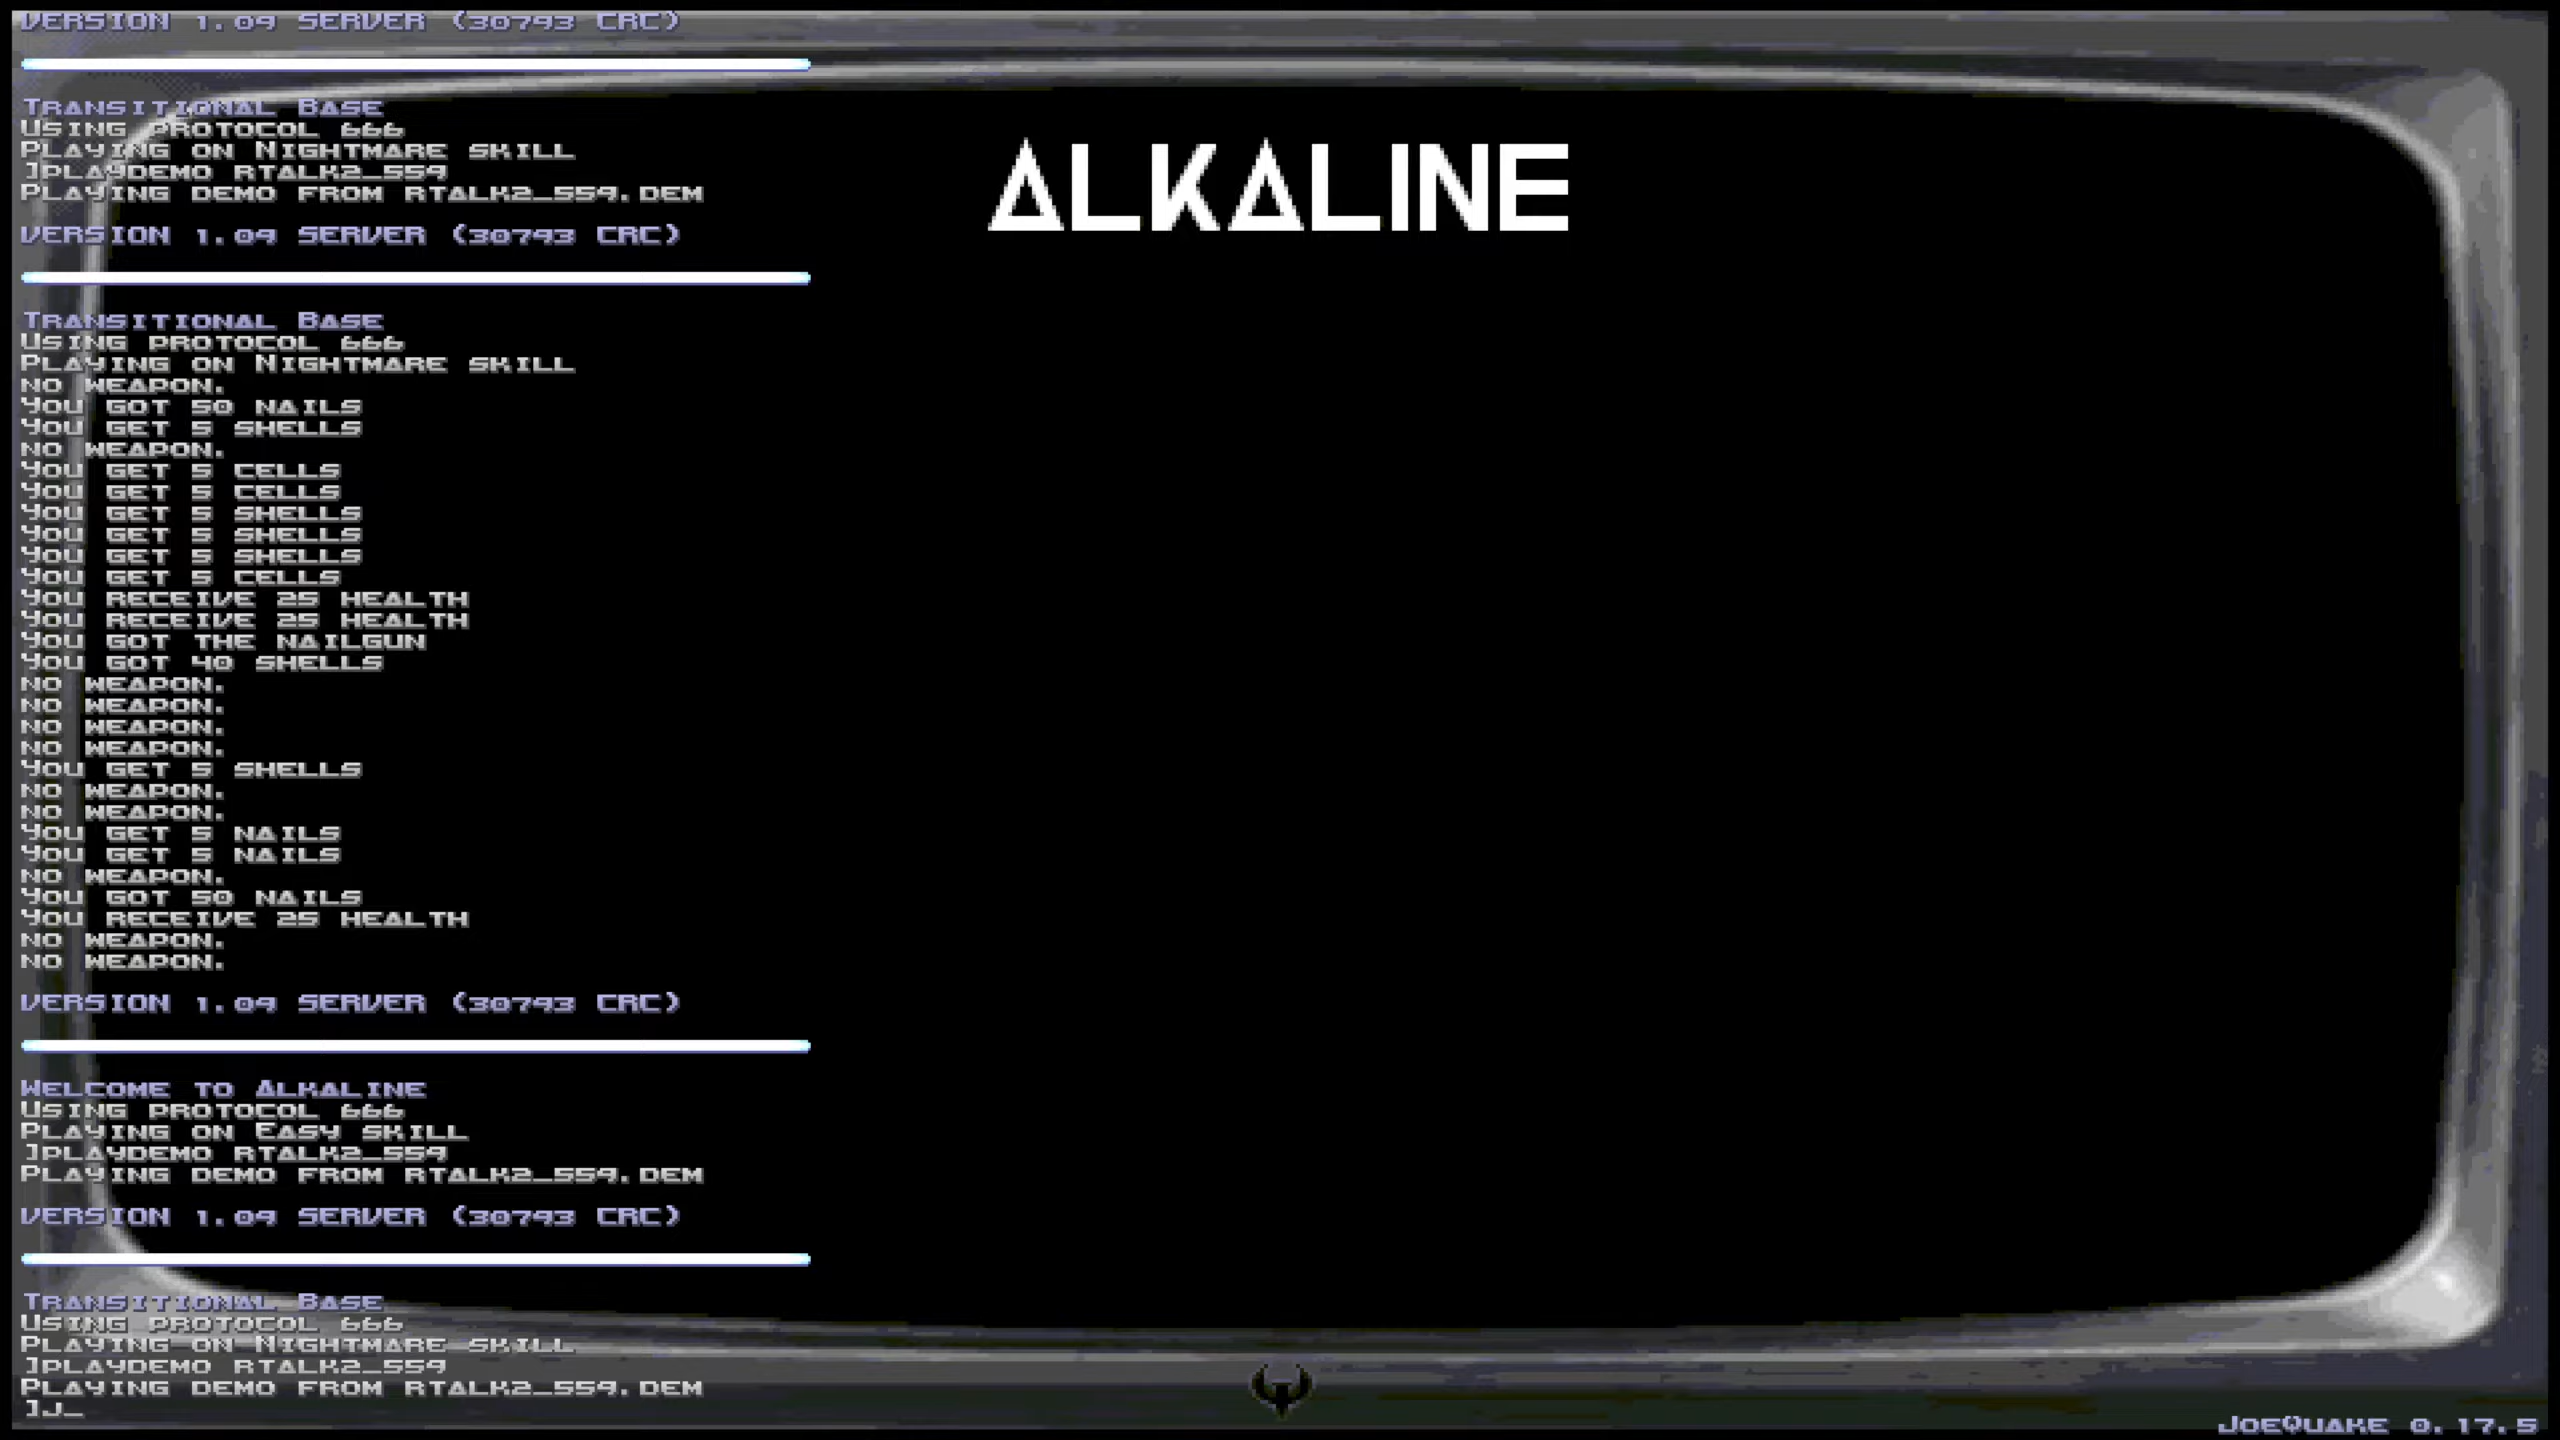 VERSION 1.09 SERVER (30793 CRC)
TRANSITIONAL BASE
USING PROTOCOL 666
PLAYING ON NIGHTMARE SKILL
]PLAYDEMO RTALK2_559
PLAYING DEMO FROM RTALK2_559.DEM
VERSION 1.09 SERVER (30793 CRC)
ALKALINE
TRANSITIONAL BASE
USING PROTOCOL 666
PLAYING ON NIGHTMARE SKILL
NO WEAPON.
YOU GOT 50 NAILS
YOU GET 5 SHELLS
NO WEAPON.
YOU GET 5 CELLS
YOU GET 5 CELLS
YOU GET 5 SHELLS
YOU GET 5 SHELLS
YOU GET 5 SHELLS
YOU GET 5 CELLS
YOU RECEIVE 25 HEALTH
YOU RECEIVE 25 HEALTH
YOU GOT THE NAILGUN
YOU GOT 40 SHELLS
NO WEAPON.
NO WEAPON.
NO WEAPON.
NO WEAPON.
YOU GET 5 SHELLS
NO WEAPON.
NO WEAPON.
YOU GET 5 NAILS
YOU GET 5 NAILS
NO WEAPON.
YOU GOT 50 NAILS
YOU RECEIVE 25 HEALTH
NO WEAPON.
NO WEAPON.
VERSION 1.09 SERVER (30793 CRC)
WELCOME TO ALKALINE
USING PROTOCOL 666
PLAYING ON EASY SKILL
]PLAYDEMO RTALK2_559
PLAYING DEMO FROM RTALK2_559.DEM
VERSION 1.09 SERVER (30793 CRC)
TRANSITIONAL BASE
USING PROTOCOL 666
PLAYING ON NIGHTMARE SKILL
]PLAYDEMO RTALK2_559
PLAYING DEMO FROM RTALK2_559.DEM
]J_
JOEQUAKE 0.17.5